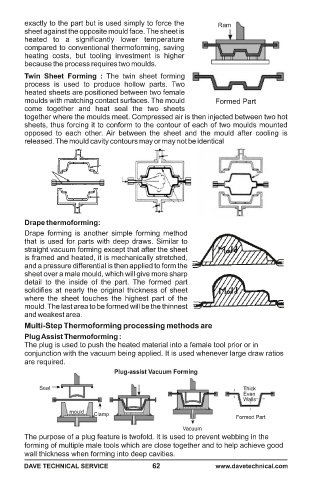 exactly to the part but is used simply to force the
sheet against the opposite mould face. The sheet is
heated to a significantly lower temperature
compared to conventional thermoforming, saving
heating costs, but tooling investment is higher
because the process requires two moulds.
Ram
Twin Sheet Forming : The twin sheet forming
process is used to produce hollow parts. Two
heated sheets are positioned between two female
moulds with matching contact surfaces. The mould
come together and heat seal the two sheets
Formed Part
together where the moulds meet. Compressed air is then injected between two hot
sheets, thus forcing it to conform to the contour of each of two moulds mounted
opposed to each other. Air between the sheet and the mould after cooling is
released. The mould cavity contours may or may not be identical
Drape thermoforming:
Drape forming is another simple forming method
that is used for parts with deep draws. Similar to
straight vacuum forming except that after the sheet
is framed and heated, it is mechanically stretched,
and a pressure differential is then applied to form the
sheet over a male mould, which will give more sharp
detail to the inside of the part. The formed part
solidifies at nearly the original thickness of sheet
where the sheet touches the highest part of the
mould. The last area to be formed will be the thinnest
and weakest area.
Mould
Mould
Multi-Step Thermoforming processing methods are
Plug Assist Thermoforming :
The plug is used to push the heated material into a female tool prior or in
conjunction with the vacuum being applied. It is used whenever large draw ratios
are required.
Plug-assist Vacuum Forming
Seal
mould
Clamp
Vacuum
Thick
Even
Walls
Formed Part
The purpose of a plug feature is twofold. It is used to prevent webbing in the
forming of multiple male tools which are close together and to help achieve good
wall thickness when forming into deep cavities.
DAVE TECHNICAL SERVICE 62 www.davetechnical.com